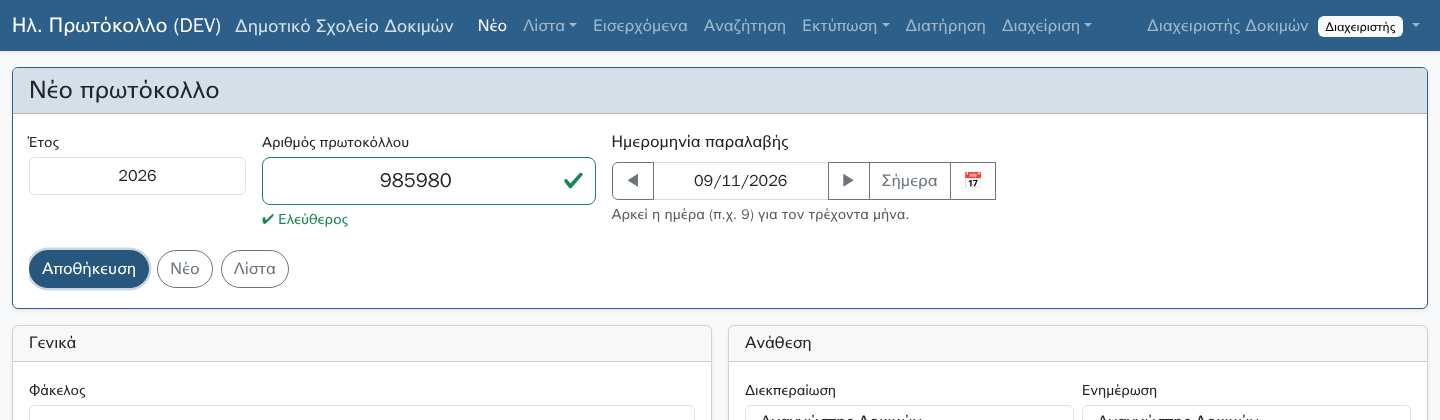 Ηλ. Πρωτόκολλο (DEV) Δημοτικό Σχολείο Δοκιμών Νέο Λίστα Εισερχόμενα Αναζήτηση Εκτύπωση Διατήρηση Διαχείριση Διαχειριστής Δοκιμών Διαχειριστής
Νέο πρωτόκολλο
Έτος Αριθμός πρωτοκόλλου Ημερομηνία παραλαβής
2026 985980 ◀ 09/11/2026 ▶ Σήμερα
✔ Ελεύθερος Αρκεί η ημέρα (π.χ. 9) για τον τρέχοντα μήνα.
Αποθήκευση Νέο Λίστα
Γενικά Ανάθεση
Φάκελος Διεκπεραίωση Ενημέρωση